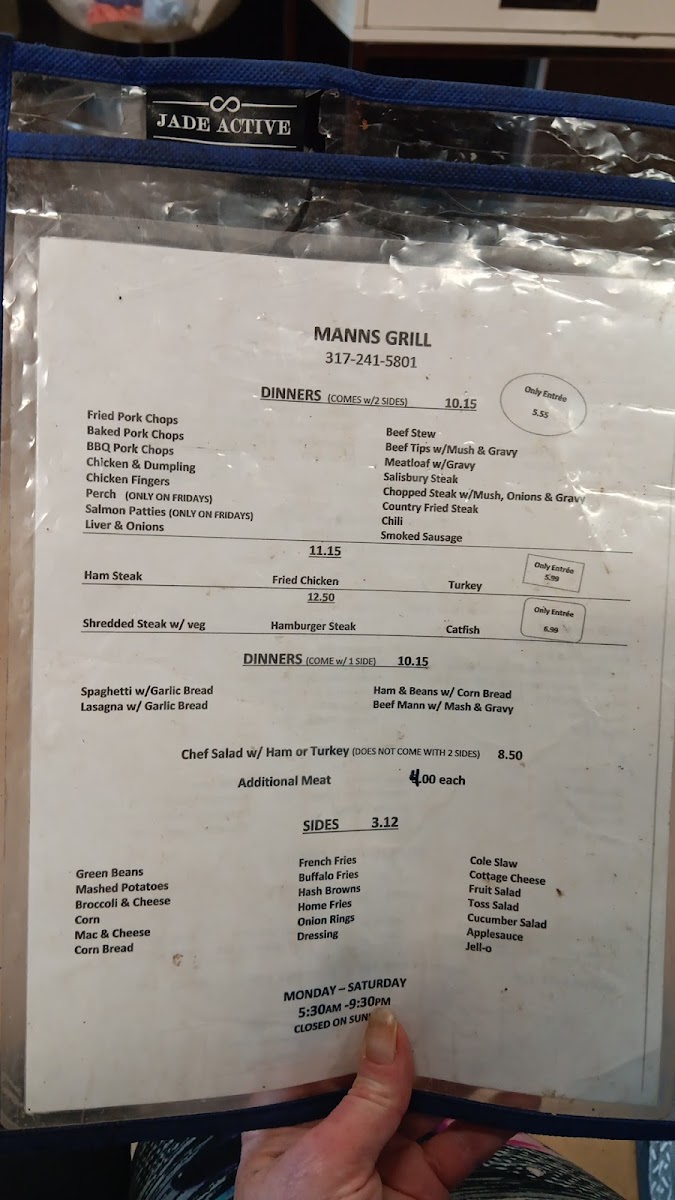 JADE ACTIVE
MANNS GRILL
317-241-5801
DINNERS (COMES w/2 SIDES) 10.15
Only Entrée
5.55
Fried Pork Chops
Baked Pork Chops
BBQ Pork Chops
Chicken & Dumpling
Chicken Fingers
Perch (ONLY ON FRIDAYS)
Salmon Patties (ONLY ON FRIDAYS)
Liver & Onions
Beef Stew
Beef Tips w/Mush & Gravy
Meatloaf w/Gravy
Salisbury Steak
Chopped Steak w/Mush, Onions & Gravy
Country Fried Steak
Chili
Smoked Sausage
11.15
Ham Steak Fried Chicken Turkey
Only Entrée
5.99
12.50
Shredded Steak w/ veg Hamburger Steak Catfish
Only Entrée
6.99
DINNERS (COME w/ 1 SIDE) 10.15
Spaghetti w/Garlic Bread
Lasagna w/ Garlic Bread
Ham & Beans w/ Corn Bread
Beef Mann w/ Mash & Gravy
Chef Salad w/ Ham or Turkey (DOES NOT COME WITH 2 SIDES) 8.50
Additional Meat 4.00 each
SIDES 3.12
Green Beans
Mashed Potatoes
Broccoli & Cheese
Corn
Mac & Cheese
Corn Bread
French Fries
Buffalo Fries
Hash Browns
Home Fries
Onion Rings
Dressing
Cole Slaw
Cottage Cheese
Fruit Salad
Toss Salad
Cucumber Salad
Applesauce
Jell-o
MONDAY – SATURDAY
5:30AM -9:30PM
CLOSED ON